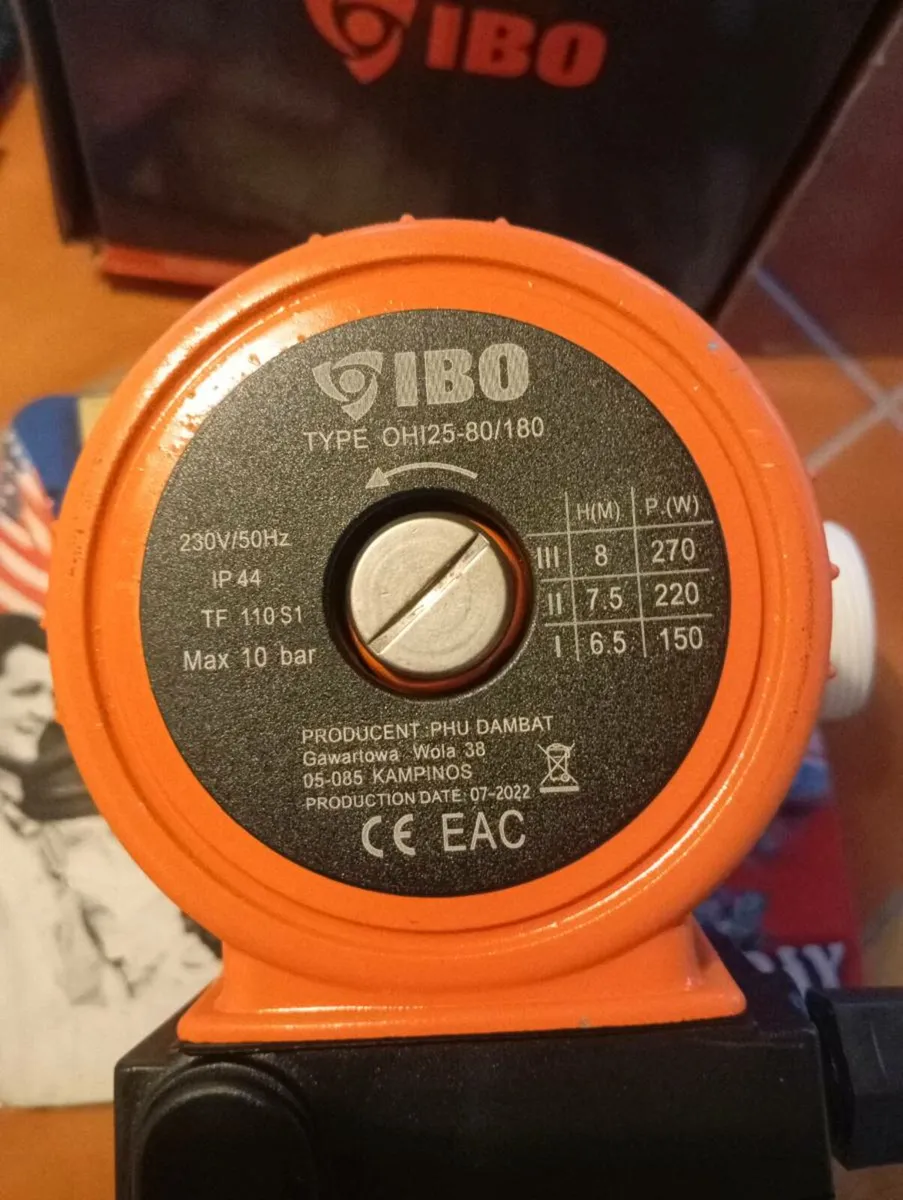 IBO
IBO
TYPE OHI25-80/180
230V/50Hz
IP 44
TF 110 S1
Max 10 bar
H(M) P.(W)
III 8 270
II 7.5 220
I 6.5 150
PRODUCENT :PHU DAMBAT
Gawartowa Wola 38
05-085 KAMPINOS
PRODUCTION DATE: 07-2022
CE EAC